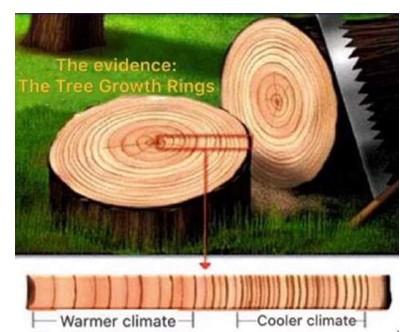 The evidence:
The Tree Growth Rings
Warmer climate
Cooler climate